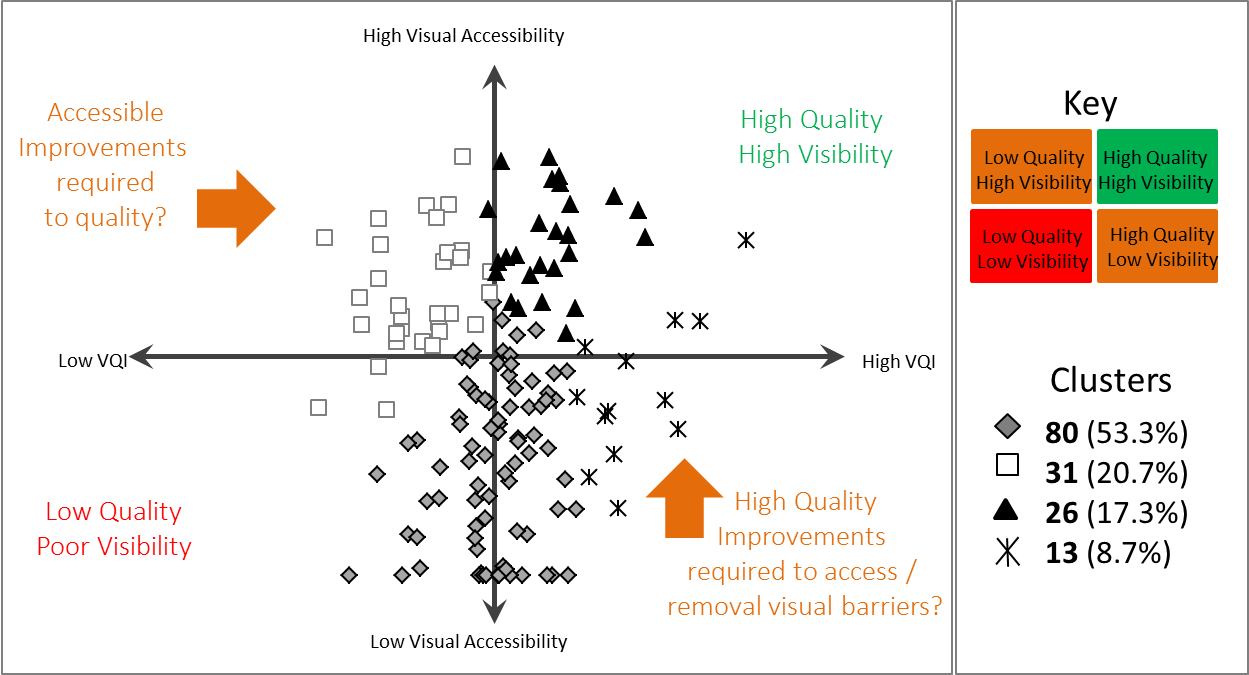 High Visual Accessibility
Accessible
Improvements
required
to quality?
High Quality
High Visibility
Low VQI
High VQI
Low Quality
Poor Visibility
High Quality
Improvements
required to access /
removal visual barriers?
Low Visual Accessibility
Key
Low Quality
High Visibility
High Quality
High Visibility
Low Quality
Low Visibility
High Quality
Low Visibility
Clusters
80 (53.3%)
31 (20.7%)
26 (17.3%)
13 (8.7%)